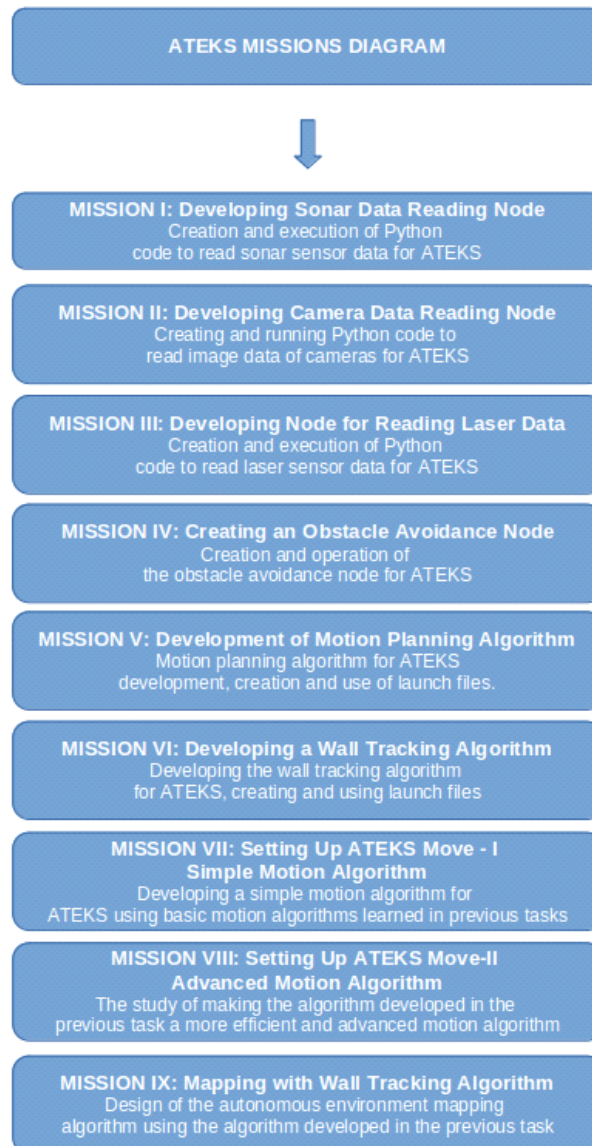 ATEKS MISSIONS DIAGRAM
MISSION I: Developing Sonar Data Reading Node
Creation and execution of Python
code to read sonar sensor data for ATEKS
MISSION II: Developing Camera Data Reading Node
Creating and running Python code to
read image data of cameras for ATEKS
MISSION III: Developing Node for Reading Laser Data
Creation and execution of Python
code to read laser sensor data for ATEKS
MISSION IV: Creating an Obstacle Avoidance Node
Creation and operation of
the obstacle avoidance node for ATEKS
MISSION V: Development of Motion Planning Algorithm
Motion planning algorithm for ATEKS
development, creation and use of launch files.
MISSION VI: Developing a Wall Tracking Algorithm
Developing the wall tracking algorithm
for ATEKS, creating and using launch files
MISSION VII: Setting Up ATEKS Move - I
Simple Motion Algorithm
Developing a simple motion algorithm for
ATEKS using basic motion algorithms learned in previous tasks
MISSION VIII: Setting Up ATEKS Move-II
Advanced Motion Algorithm
The study of making the algorithm developed in the
previous task a more efficient and advanced motion algorithm
MISSION IX: Mapping with Wall Tracking Algorithm
Design of the autonomous environment mapping
algorithm using the algorithm developed in the previous task